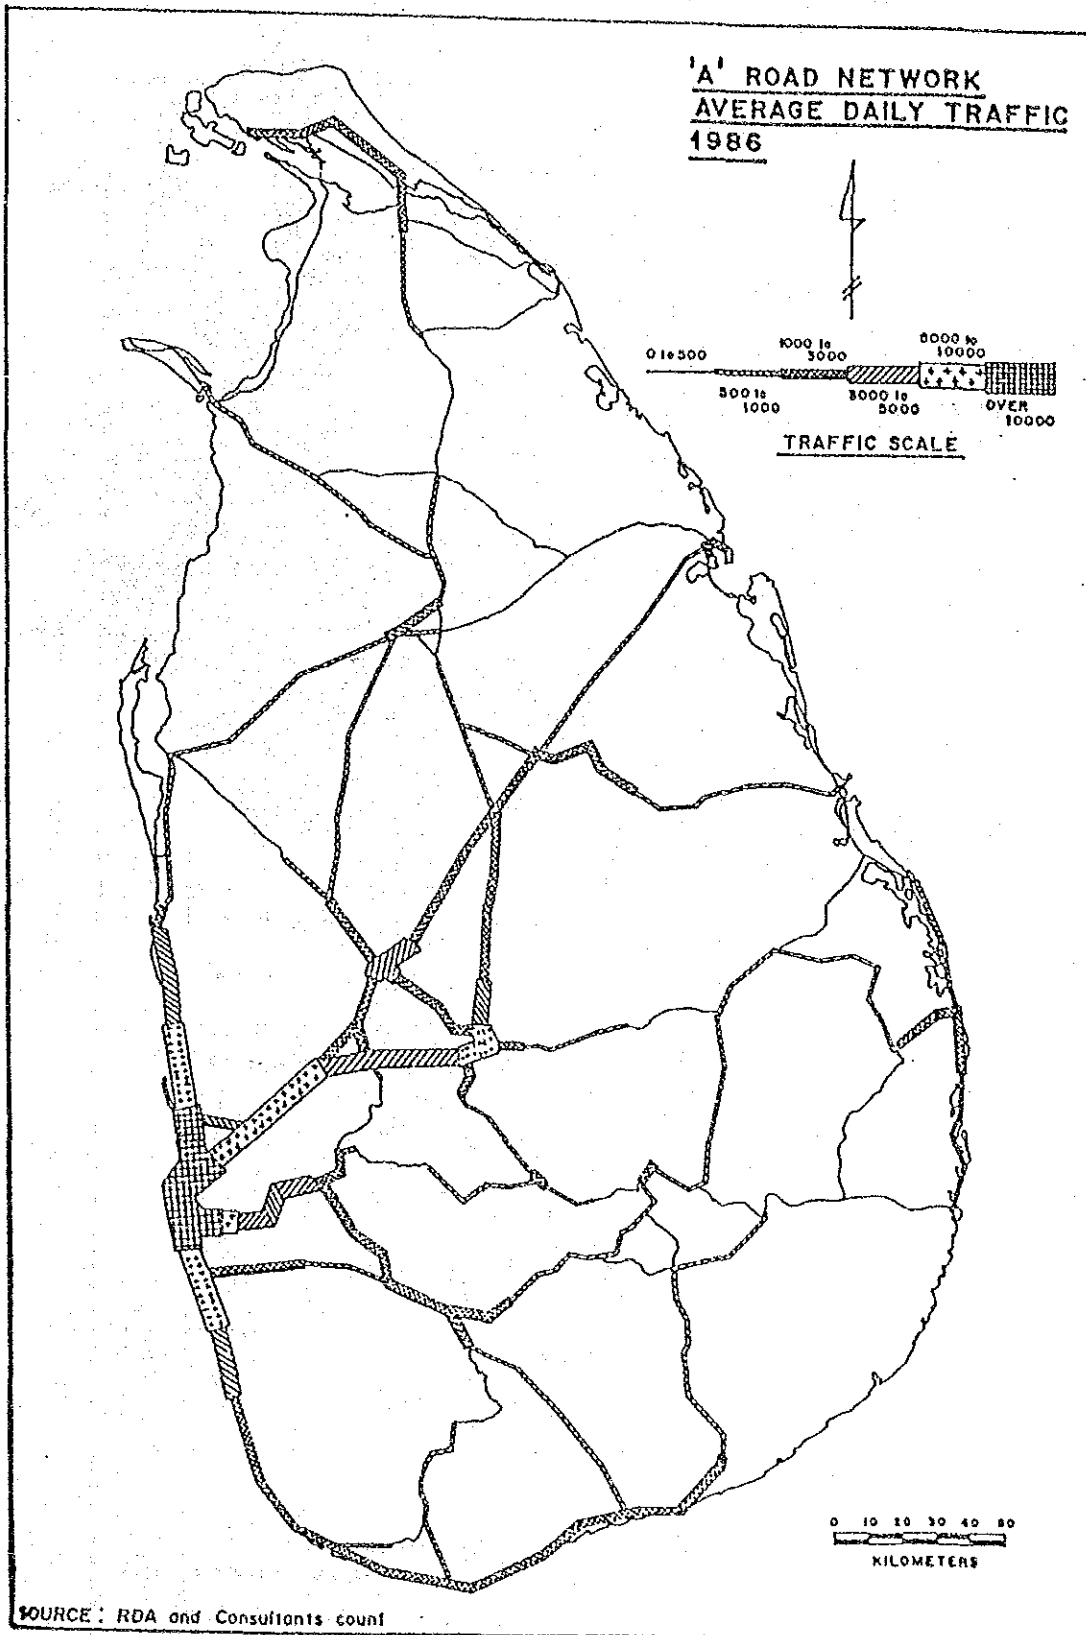 'A' ROAD NETWORK
AVERAGE DAILY TRAFFIC
1986
0 to 500
500 to
1000
1000 to
3000
3000 to
5000
5000 to
10000
OVER
10000
TRAFFIC SCALE
0 10 20 30 40 50
KILOMETERS
SOURCE : RDA and Consultants count